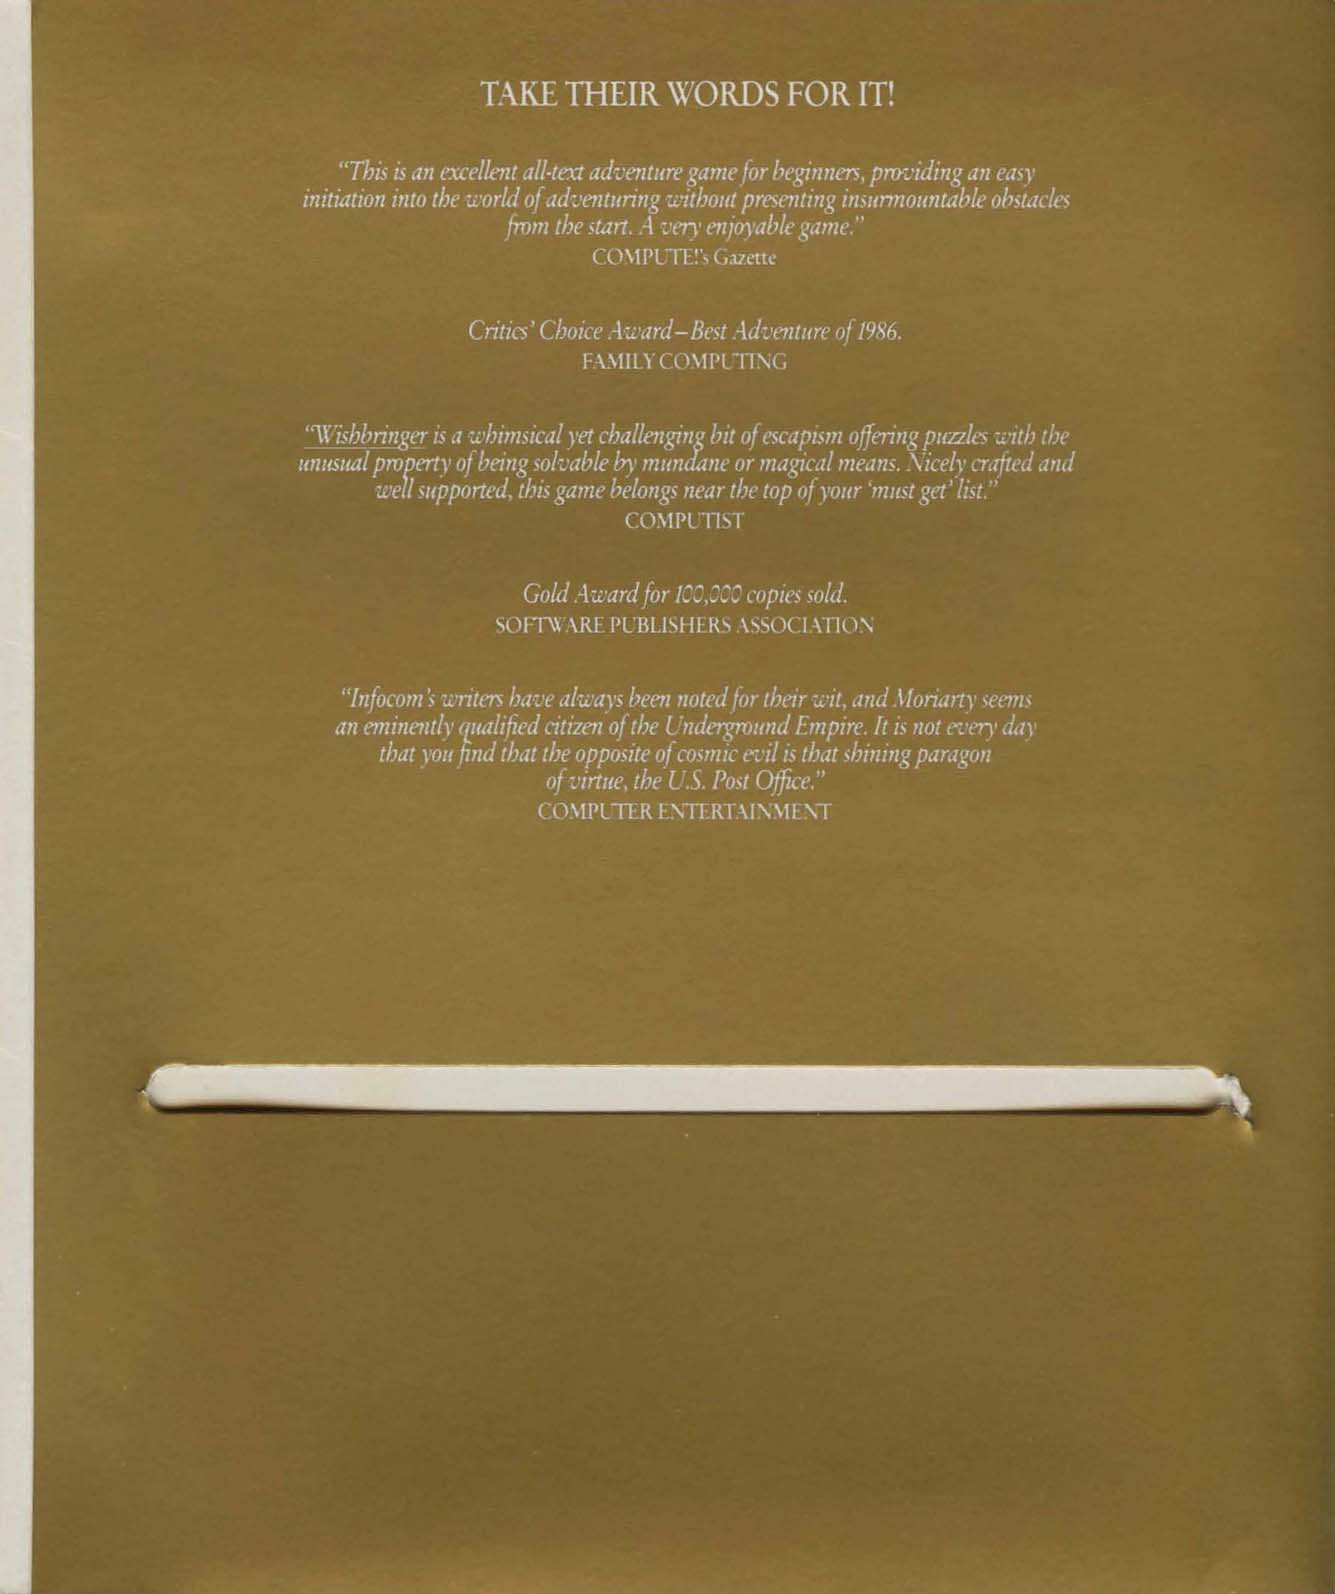 TAKE THEIR WORDS FOR IT!
“This is an excellent all-text adventure game for beginners, providing an easy
initiation into the world of adventuring without presenting insurmountable obstacles
from the start. A very enjoyable game.”
COMPUTE!’s Gazette
Critics’ Choice Award–Best Adventure of 1986.
FAMILY COMPUTING
“Wishbringer is a whimsical yet challenging bit of escapism offering puzzles with the
unusual property of being solvable by mundane or magical means. Nicely crafted and
well supported, this game belongs near the top of your ‘must get’ list.”
COMPUTIST
Gold Award for 100,000 copies sold.
SOFTWARE PUBLISHERS ASSOCIATION
“Infocom’s writers have always been noted for their wit, and Moriarty seems
an eminently qualified citizen of the Underground Empire. It is not every day
that you find that the opposite of cosmic evil is that shining paragon
of virtue, the U.S. Post Office.”
COMPUTER ENTERTAINMENT